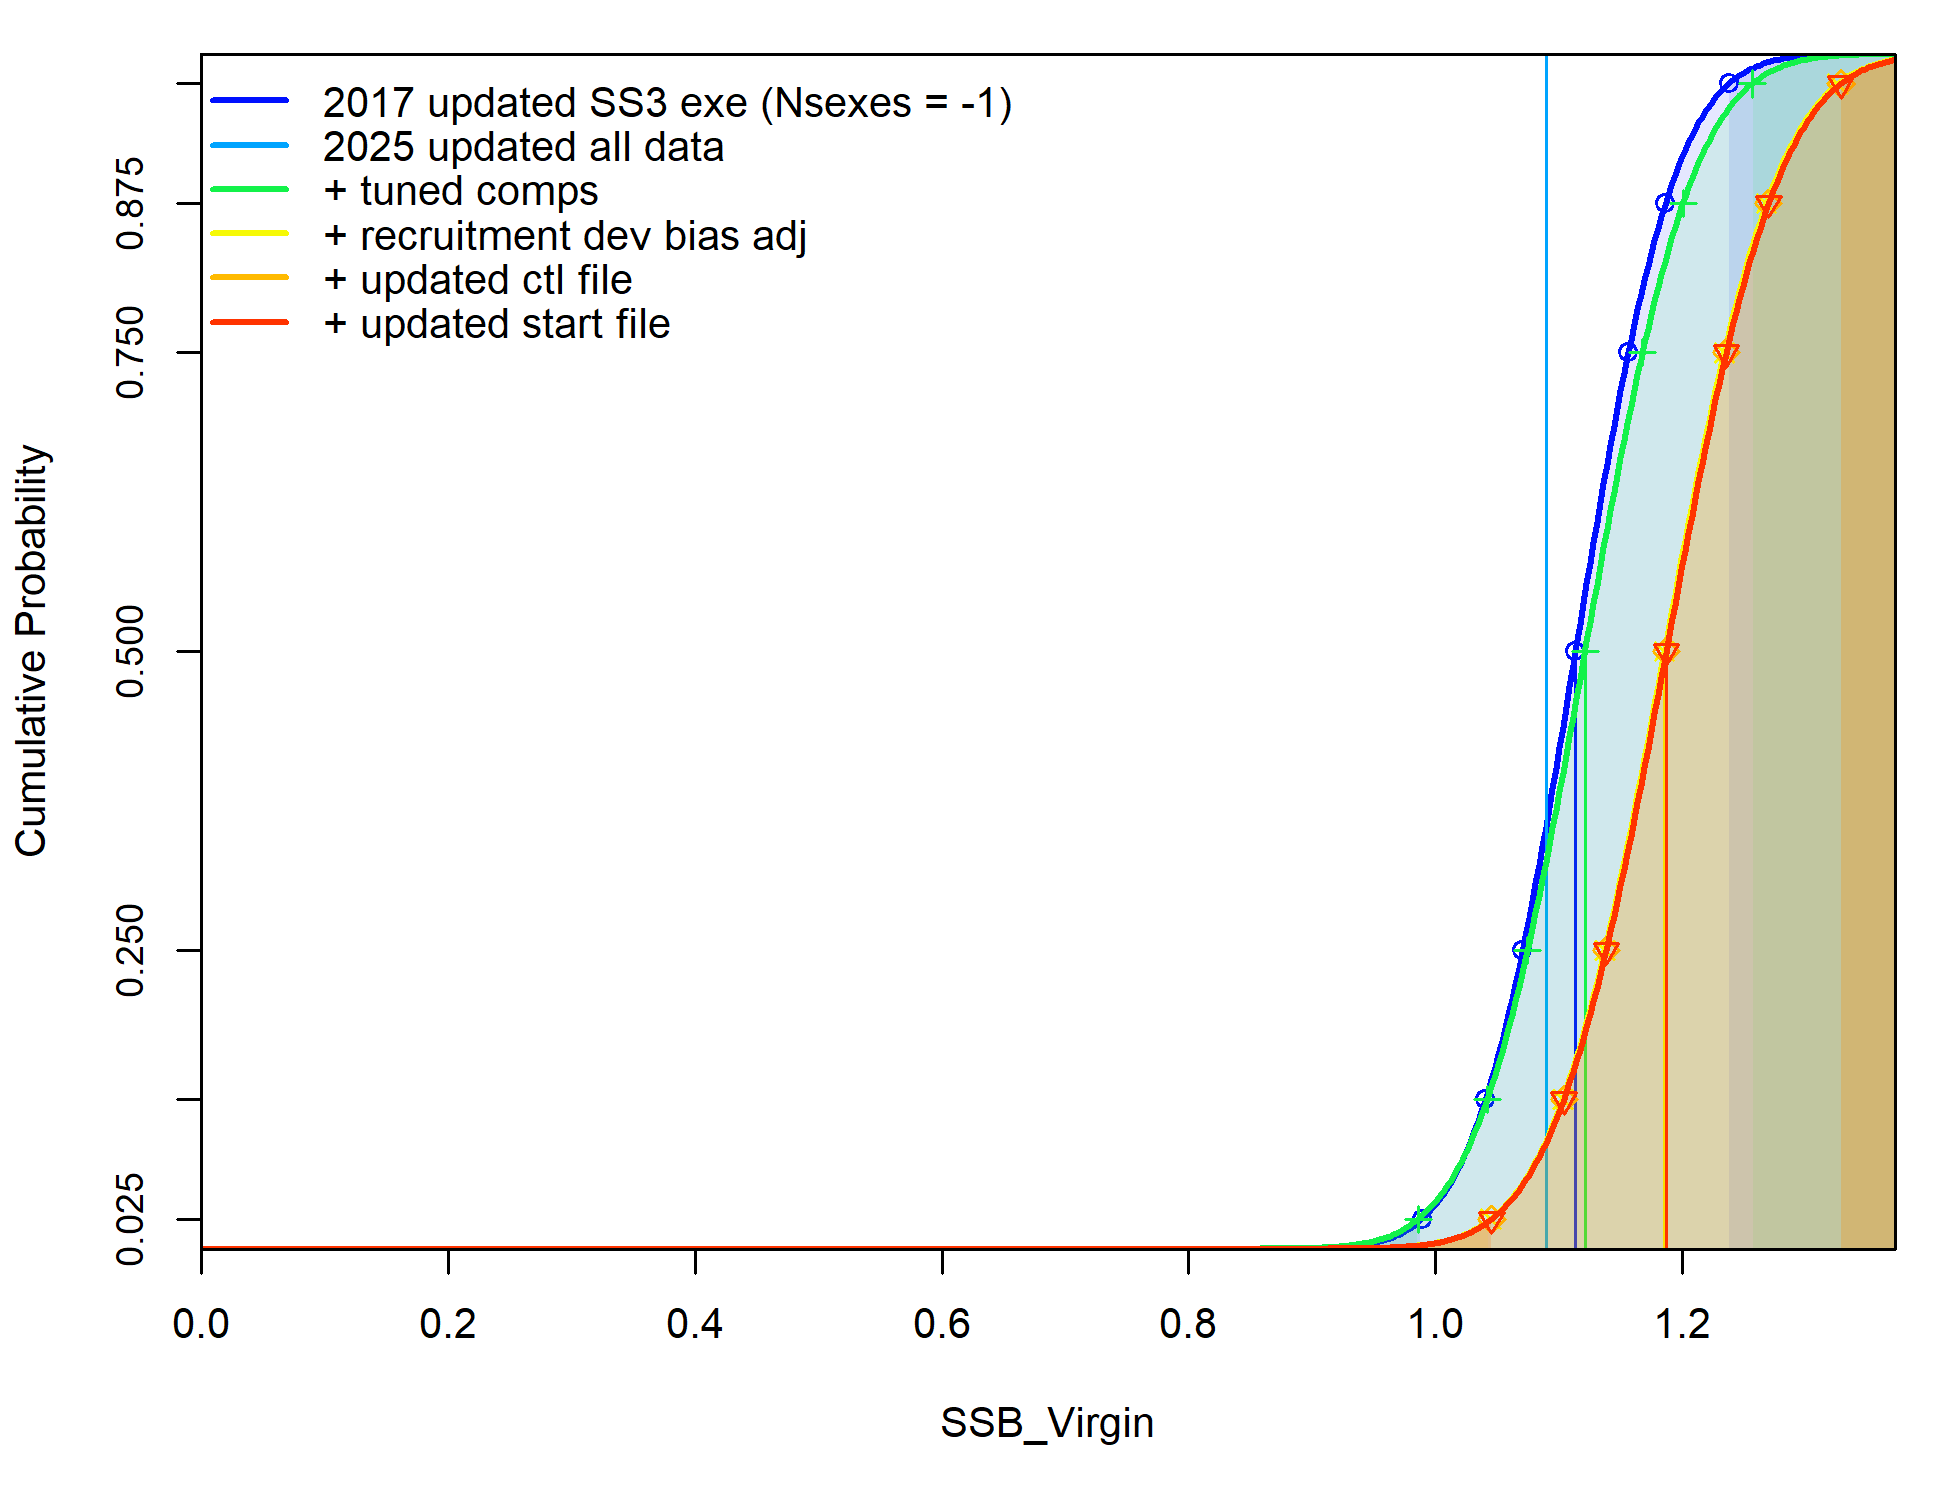 2017 updated SS3 exe (Nsexes = -1)
2025 updated all data
+ tuned comps
+ recruitment dev bias adj
+ updated ctl file
+ updated start file
Cumulative Probability
0.875
0.750
0.500
0.250
0.025
0.0 0.2 0.4 0.6 0.8 1.0 1.2
SSB_Virgin